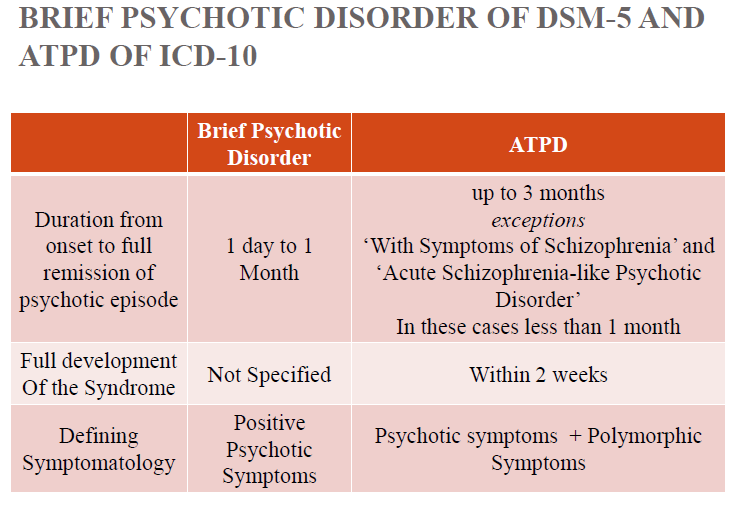 BRIEF PSYCHOTIC DISORDER OF DSM-5 AND
ATPD OF ICD-10
Brief Psychotic
Disorder
ATPD
Duration from
onset to full
remission of
psychotic episode
1 day to 1
Month
up to 3 months
exceptions
‘With Symptoms of Schizophrenia’ and
‘Acute Schizophrenia-like Psychotic
Disorder’
In these cases less than 1 month
Full development
Of the Syndrome
Not Specified
Within 2 weeks
Defining
Symptomatology
Positive
Psychotic
Symptoms
Psychotic symptoms + Polymorphic
Symptoms